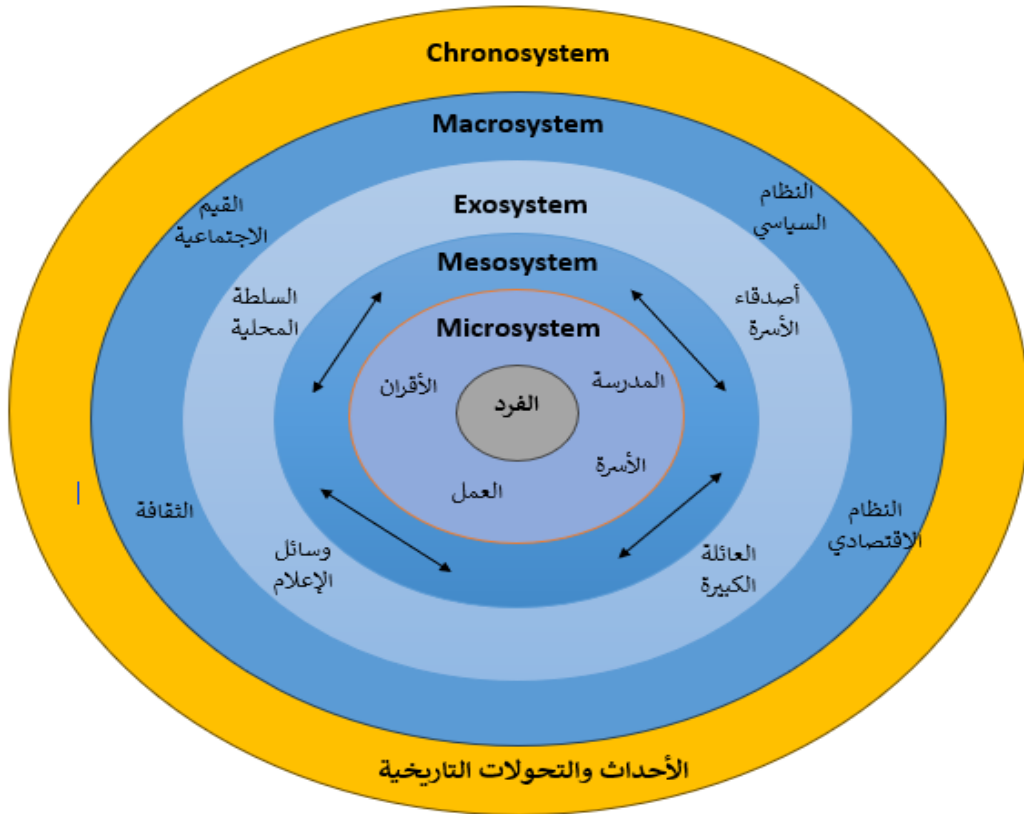 Chronosystem
Macrosystem
النظام
السياسي
القيم
الاجتماعية
Exosystem
Mesosystem
أصدقاء
الأسرة
السلطة
المحلية
Microsystem
المدرسة
الأقران
الفرد
الأسرة
العمل
النظام
الاقتصادي
الثقافة
العائلة
الكبيرة
وسائل
الإعلام
الأحداث والتحولات التاريخية